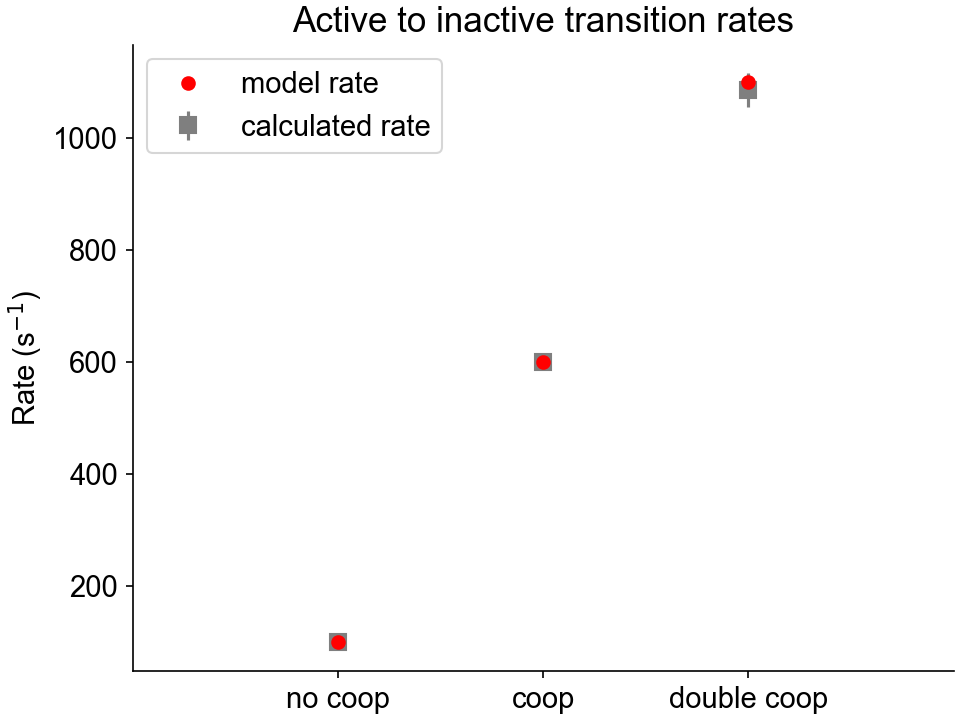 Active to inactive transition rates
model rate
calculated rate
1000
800
600
400
200
Rate (s⁻¹)
no coop
coop
double coop